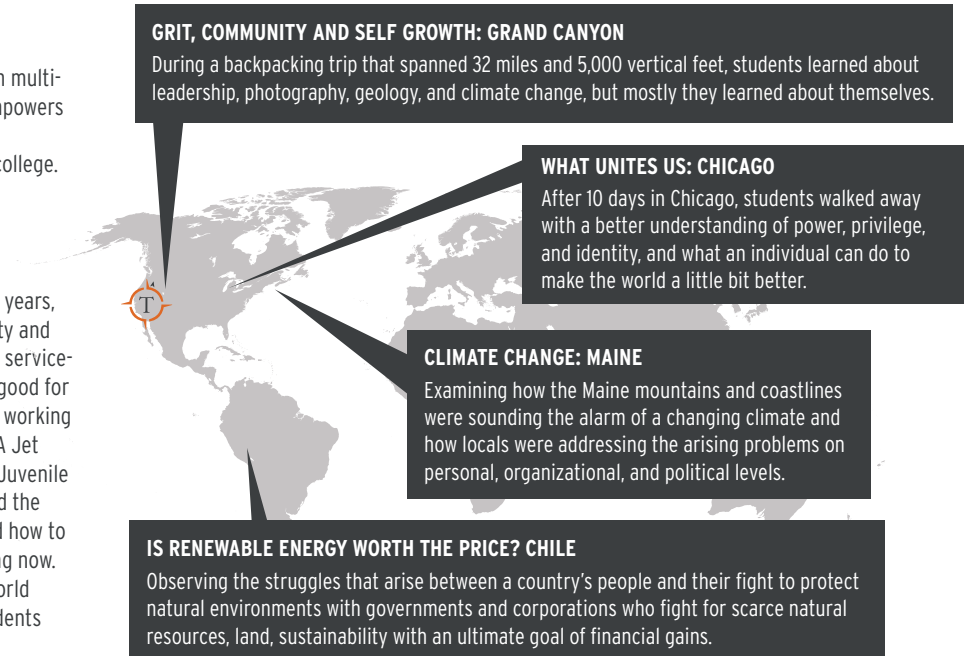 n multi-
npowers
college.
years,
ty and
service-
good for
working
A Jet
Juvenile
d the
d how to
ng now.
orld
dents
GRIT, COMMUNITY AND SELF GROWTH: GRAND CANYON
During a backpacking trip that spanned 32 miles and 5,000 vertical feet, students learned about
leadership, photography, geology, and climate change, but mostly they learned about themselves.
WHAT UNITES US: CHICAGO
After 10 days in Chicago, students walked away
with a better understanding of power, privilege,
and identity, and what an individual can do to
make the world a little bit better.
T
CLIMATE CHANGE: MAINE
Examining how the Maine mountains and coastlines
were sounding the alarm of a changing climate and
how locals were addressing the arising problems on
personal, organizational, and political levels.
IS RENEWABLE ENERGY WORTH THE PRICE? CHILE
Observing the struggles that arise between a country's people and their fight to protect
natural environments with governments and corporations who fight for scarce natural
resources, land, sustainability with an ultimate goal of financial gains.